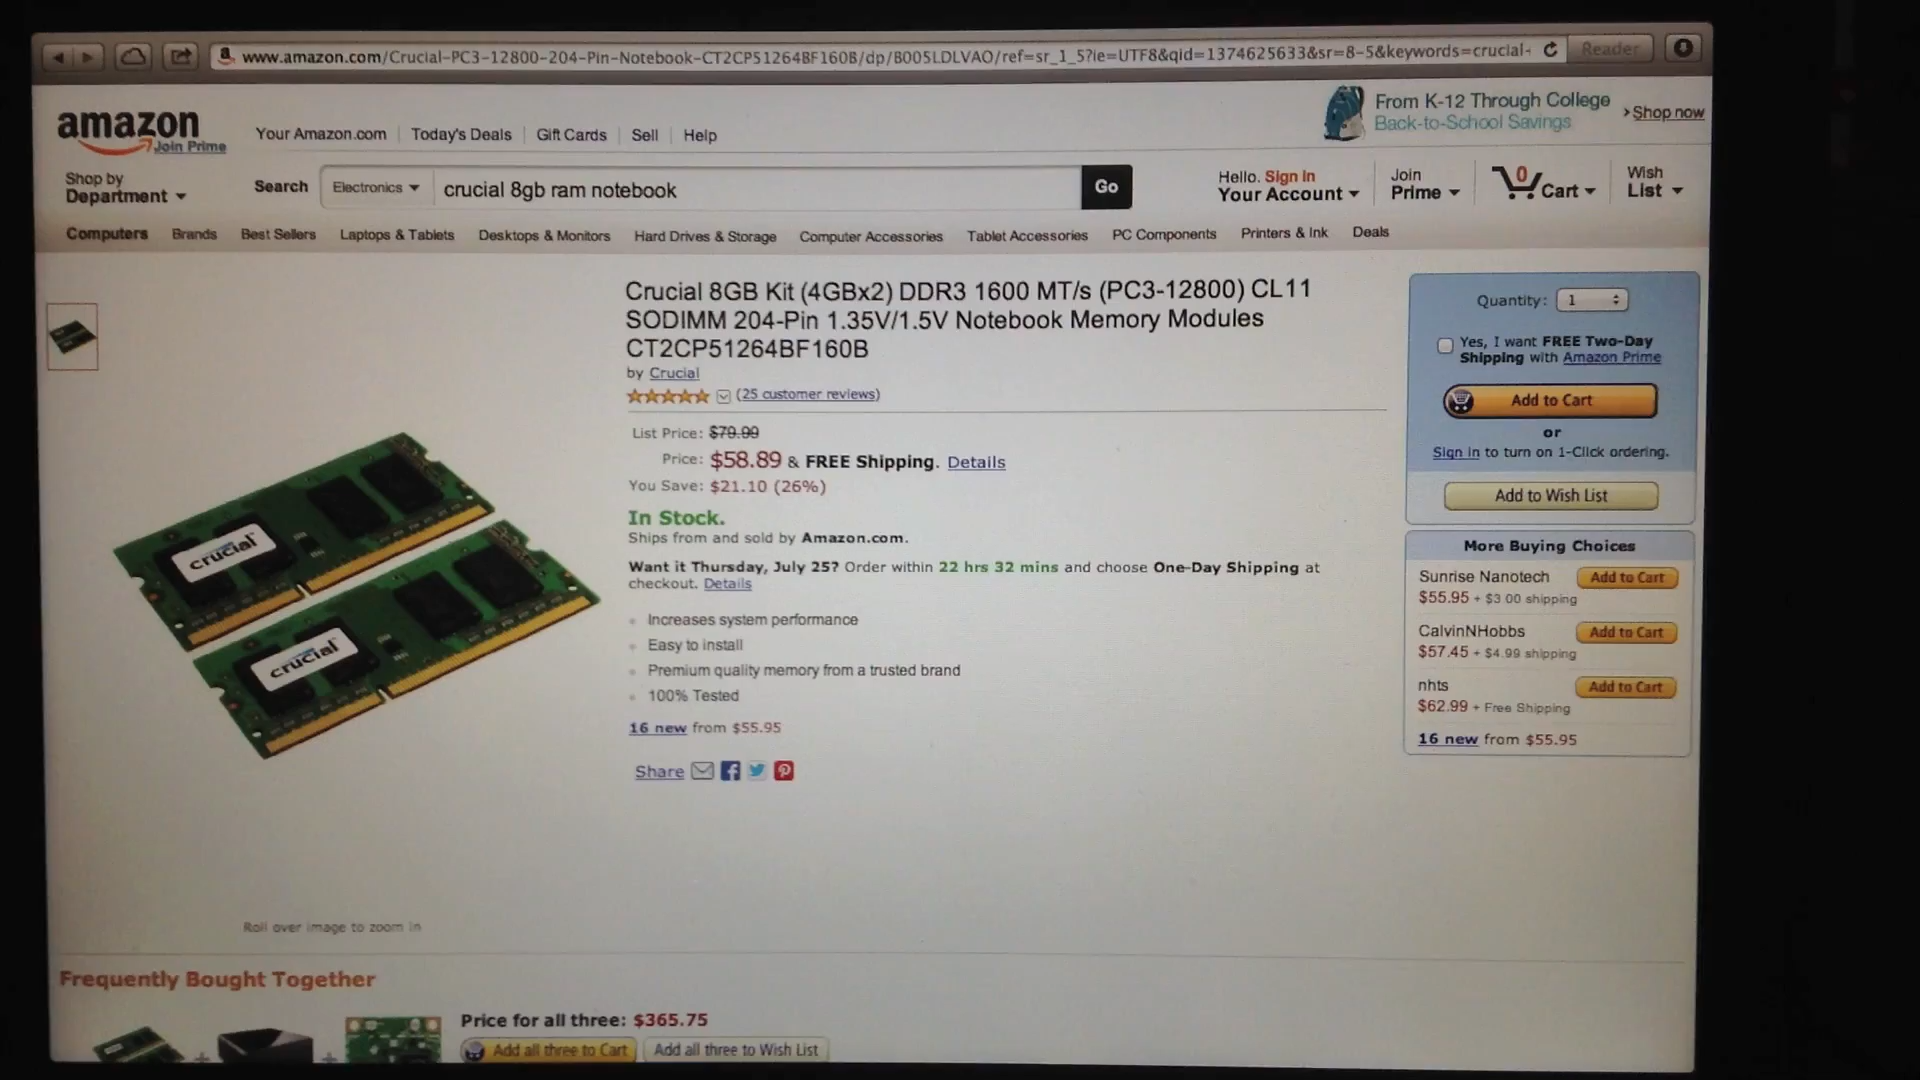 www.amazon.com/Crucial-PC3-12800-204-Pin-Notebook-CT2CP51264BF160B/dp/B005LDLVAO/ref=sr_1_5?ie=UTF8&qid=1374625633&sr=8-5&keywords=crucial-
Reader
amazon
Join Prime
Your Amazon.com
Today's Deals
Gift Cards
Sell
Help
From K-12 Through College
Back-to-School Savings
Shop now
Shop by
Department
Search
Electronics
crucial 8gb ram notebook
Go
Hello. Sign in
Your Account
Join
Prime
0
Cart
Wish
List
Computers
Brands
Best Sellers
Laptops & Tablets
Desktops & Monitors
Hard Drives & Storage
Computer Accessories
Tablet Accessories
PC Components
Printers & Ink
Deals
Crucial 8GB Kit (4GBx2) DDR3 1600 MT/s (PC3-12800) CL11
SODIMM 204-Pin 1.35V/1.5V Notebook Memory Modules
CT2CP51264BF160B
by Crucial
(25 customer reviews)
List Price: $79.99
Price: $58.89 & FREE Shipping. Details
You Save: $21.10 (26%)
In Stock.
Ships from and sold by Amazon.com.
Want it Thursday, July 25? Order within 22 hrs 32 mins and choose One-Day Shipping at
checkout. Details
Increases system performance
Easy to install
Premium quality memory from a trusted brand
100% Tested
16 new from $55.95
Share
crucial
crucial
Roll over image to zoom in
Quantity: 1
Yes, I want FREE Two-Day
Shipping with Amazon Prime
Add to Cart
or
Sign in to turn on 1-Click ordering.
Add to Wish List
More Buying Choices
Sunrise Nanotech
Add to Cart
$55.95 + $3.00 shipping
CalvinNHobbs
Add to Cart
$57.45 + $4.99 shipping
nhts
Add to Cart
$62.99 + Free Shipping
16 new from $55.95
Frequently Bought Together
Price for all three: $365.75
Add all three to Cart
Add all three to Wish List